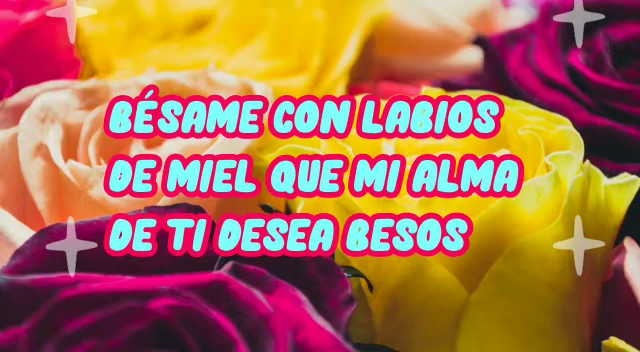 BÉSAME CON LABIOS
DE MIEL QUE MI ALMA
DE TI DESEA BESOS